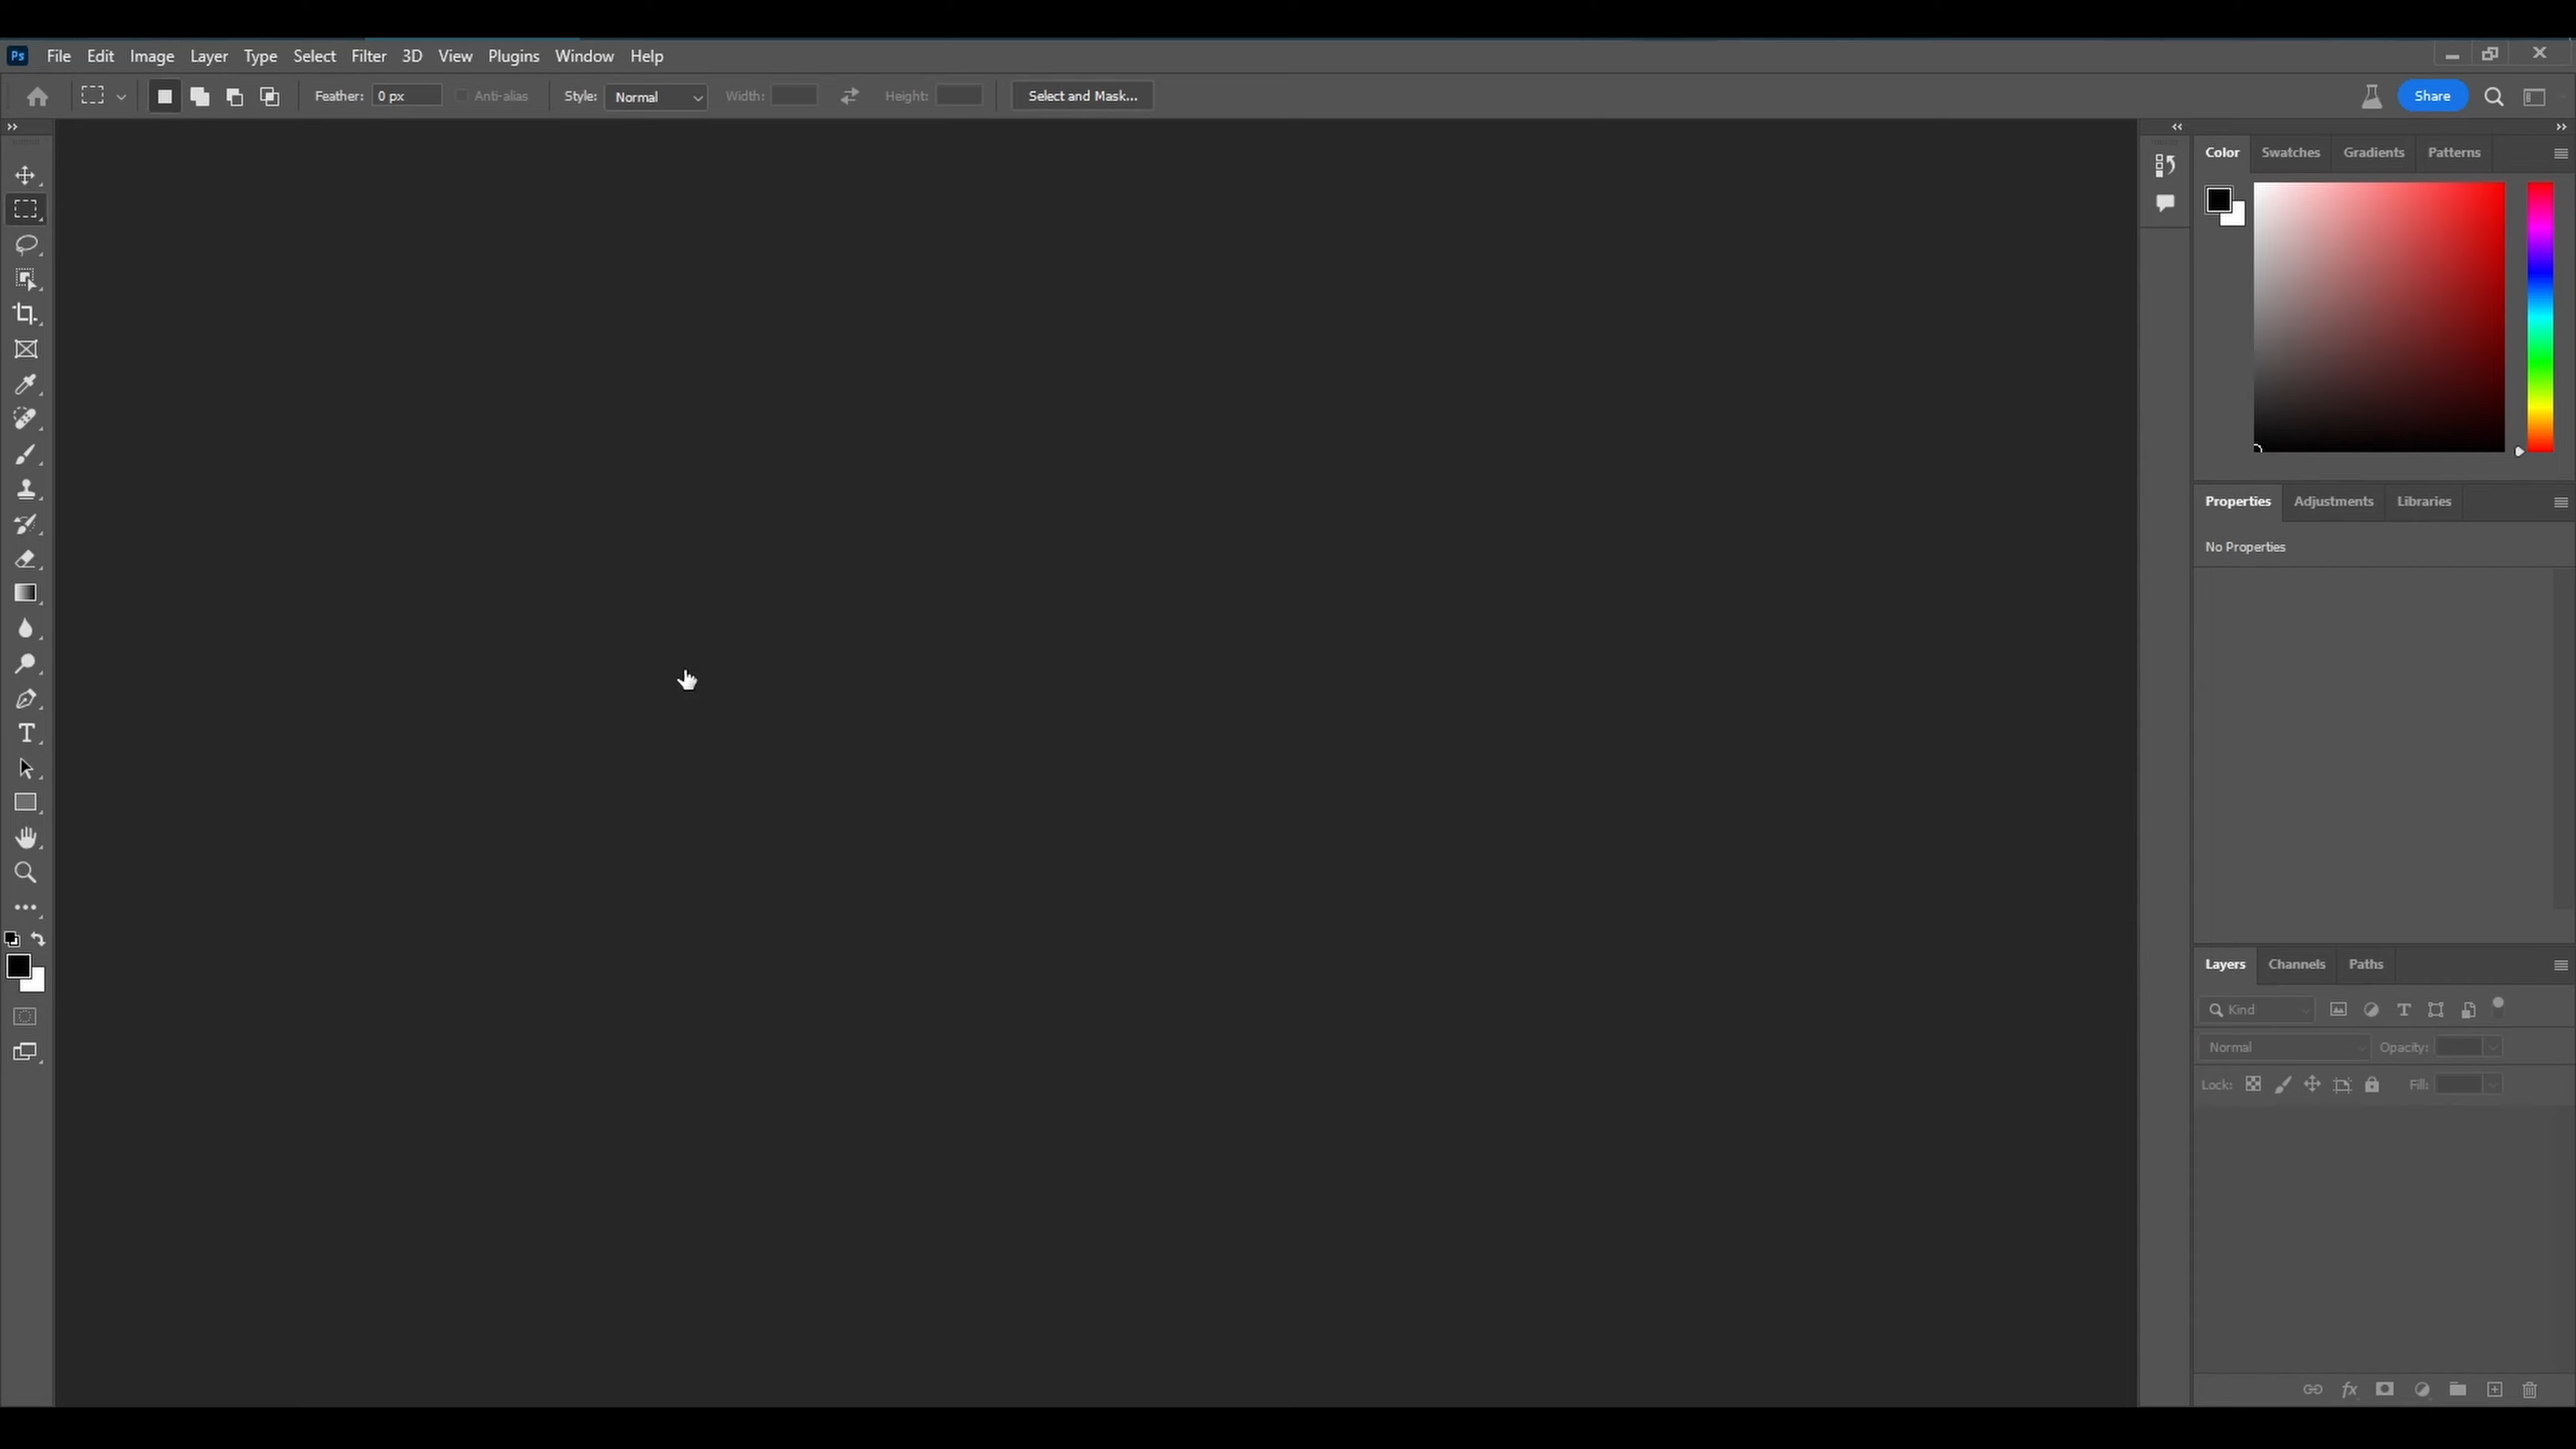 Ps File Edit Image Layer Type Select Filter 3D View Plugins Window Help
Feather: 0 px Anti-alias Style: Normal Width: Height: Select and Mask... Share
Color Swatches Gradients Patterns
Properties Adjustments Libraries
No Properties
Layers Channels Paths
Kind
Normal Opacity:
Lock: Fill:
fx